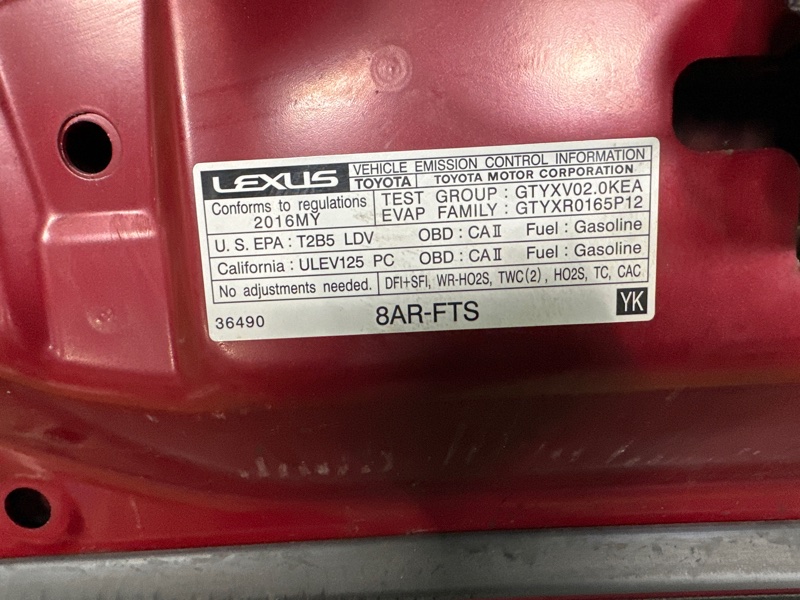 LEXUS VEHICLE EMISSION CONTROL INFORMATION
TOYOTA TOYOTA MOTOR CORPORATION
Conforms to regulations TEST GROUP : GTYXV02.0KEA
2016MY EVAP FAMILY : GTYXR0165P12
U. S. EPA : T2B5 LDV OBD : CAⅡ Fuel : Gasoline
California : ULEV125 PC OBD : CAⅡ Fuel : Gasoline
No adjustments needed. DFI+SFI, WR-HO2S, TWC(2), HO2S, TC, CAC
36490 8AR-FTS YK